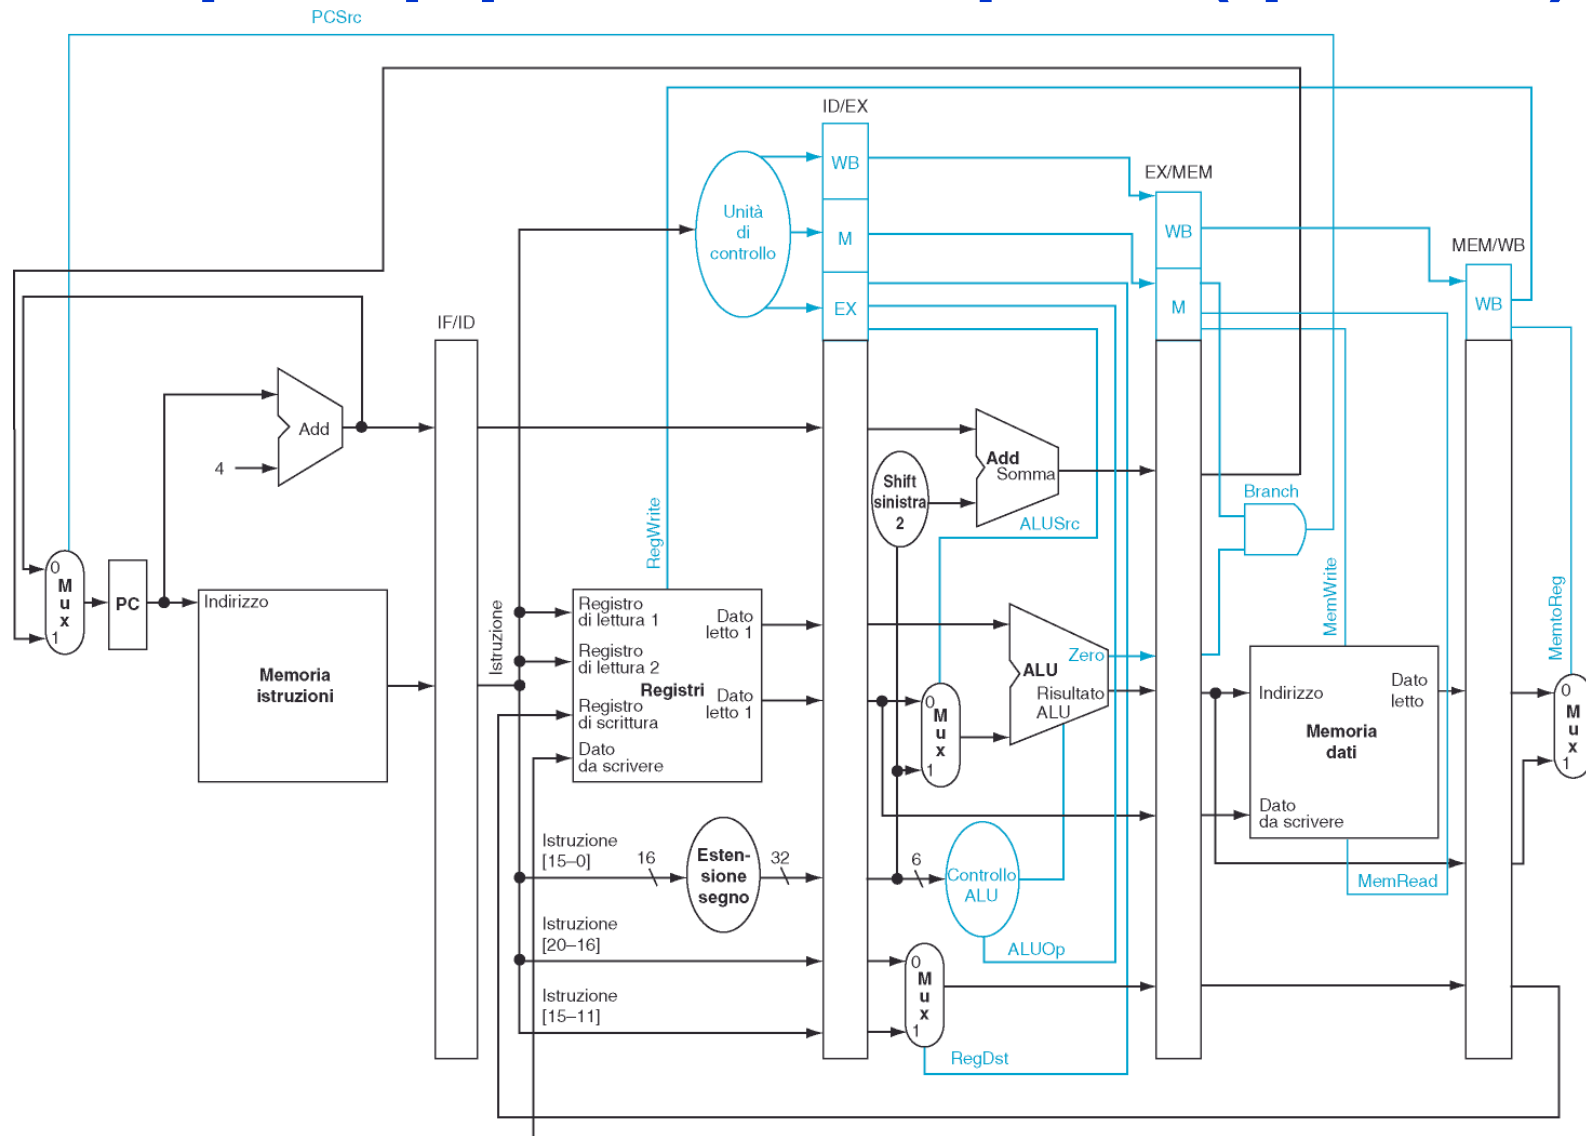 PCSrc
ID/EX
WB
EX/MEM
Unità
di
controllo
M
WB
MEM/WB
EX
M
WB
IF/ID
Add
4
Add
Somma
Shift
sinistra
2
Branch
ALUSrc
RegWrite
MemWrite
MemtoReg
0
M
u
x
1
PC
Indirizzo
Memoria
istruzioni
Istruzione
Registro
di lettura 1
Registro
di lettura 2
Registro
di scrittura
Dato
da scrivere
Registri
Dato
letto 1
Dato
letto 1
0
M
u
x
1
Zero
ALU
Risultato
ALU
Indirizzo
Dato
letto
Memoria
dati
Dato
da scrivere
0
M
u
x
1
Istruzione
[15–0]
16
Esten-
sione
segno
32
6
Controllo
ALU
MemRead
Istruzione
[20–16]
ALUOp
0
M
u
x
1
Istruzione
[15–11]
RegDst